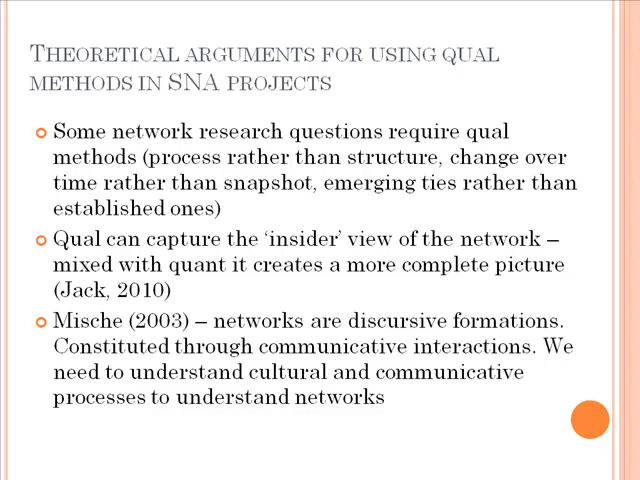 Theoretical arguments for using qual
methods in SNA projects
Some network research questions require qual
methods (process rather than structure, change over
time rather than snapshot, emerging ties rather than
established ones)
Qual can capture the ‘insider’ view of the network –
mixed with quant it creates a more complete picture
(Jack, 2010)
Mische (2003) – networks are discursive formations.
Constituted through communicative interactions. We
need to understand cultural and communicative
processes to understand networks